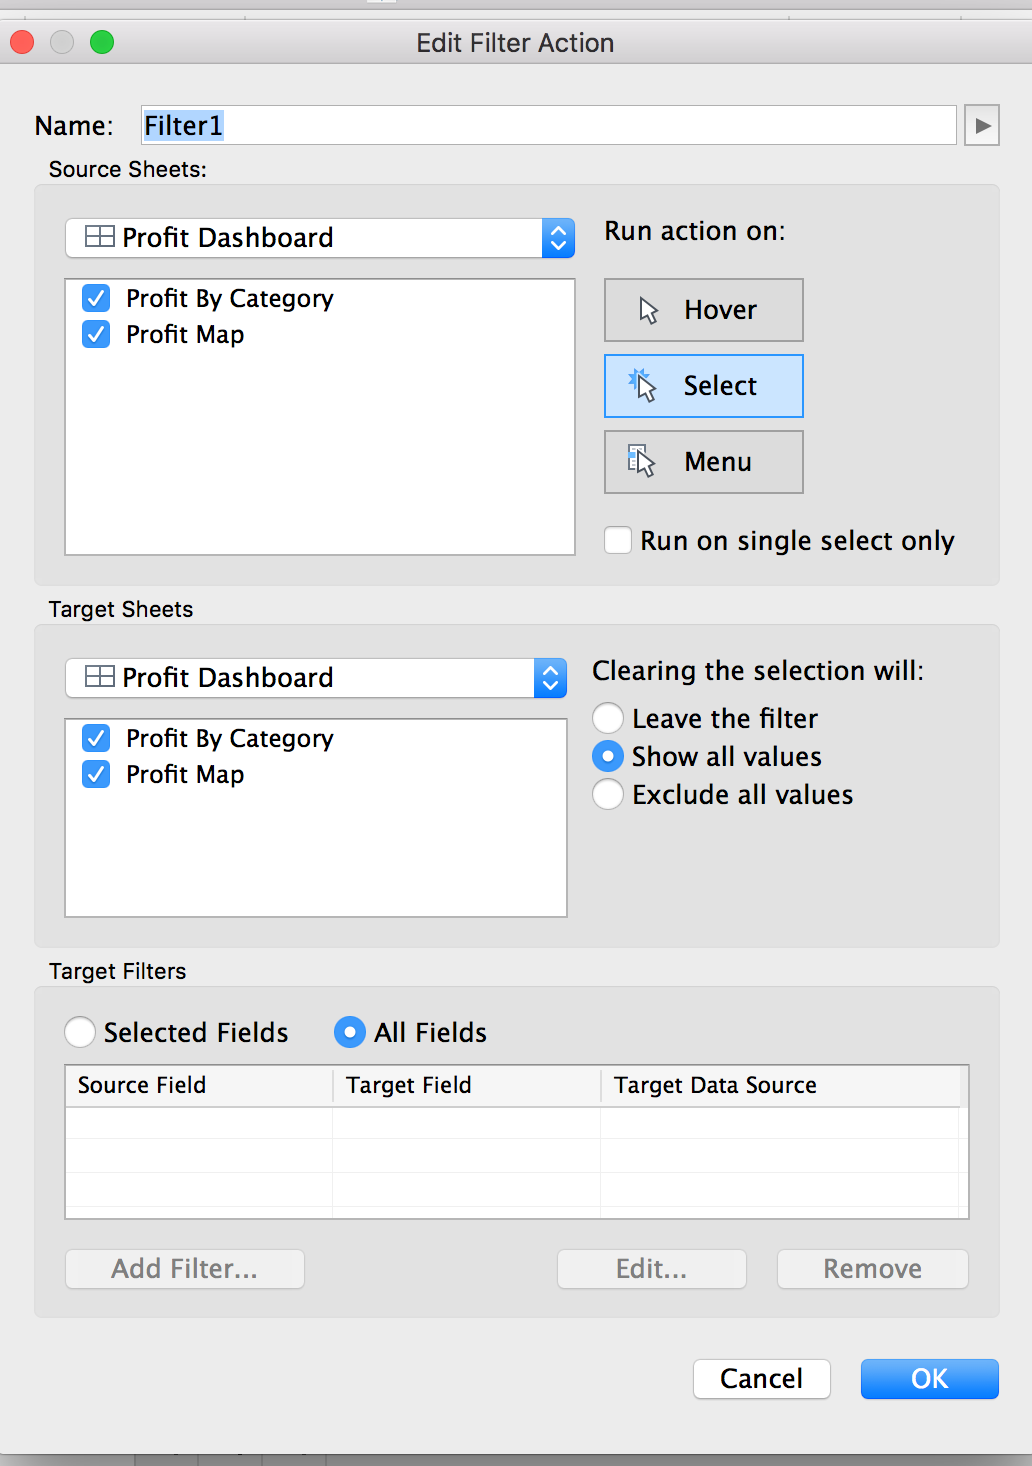 Edit Filter Action
Name: Filter1
Source Sheets:
Profit Dashboard
Run action on:
Profit By Category
Profit Map
Hover
Select
Menu
Run on single select only
Target Sheets
Profit Dashboard
Clearing the selection will:
Profit By Category
Profit Map
Leave the filter
Show all values
Exclude all values
Target Filters
Selected Fields All Fields
Source Field Target Field Target Data Source
Add Filter... Edit... Remove
Cancel OK